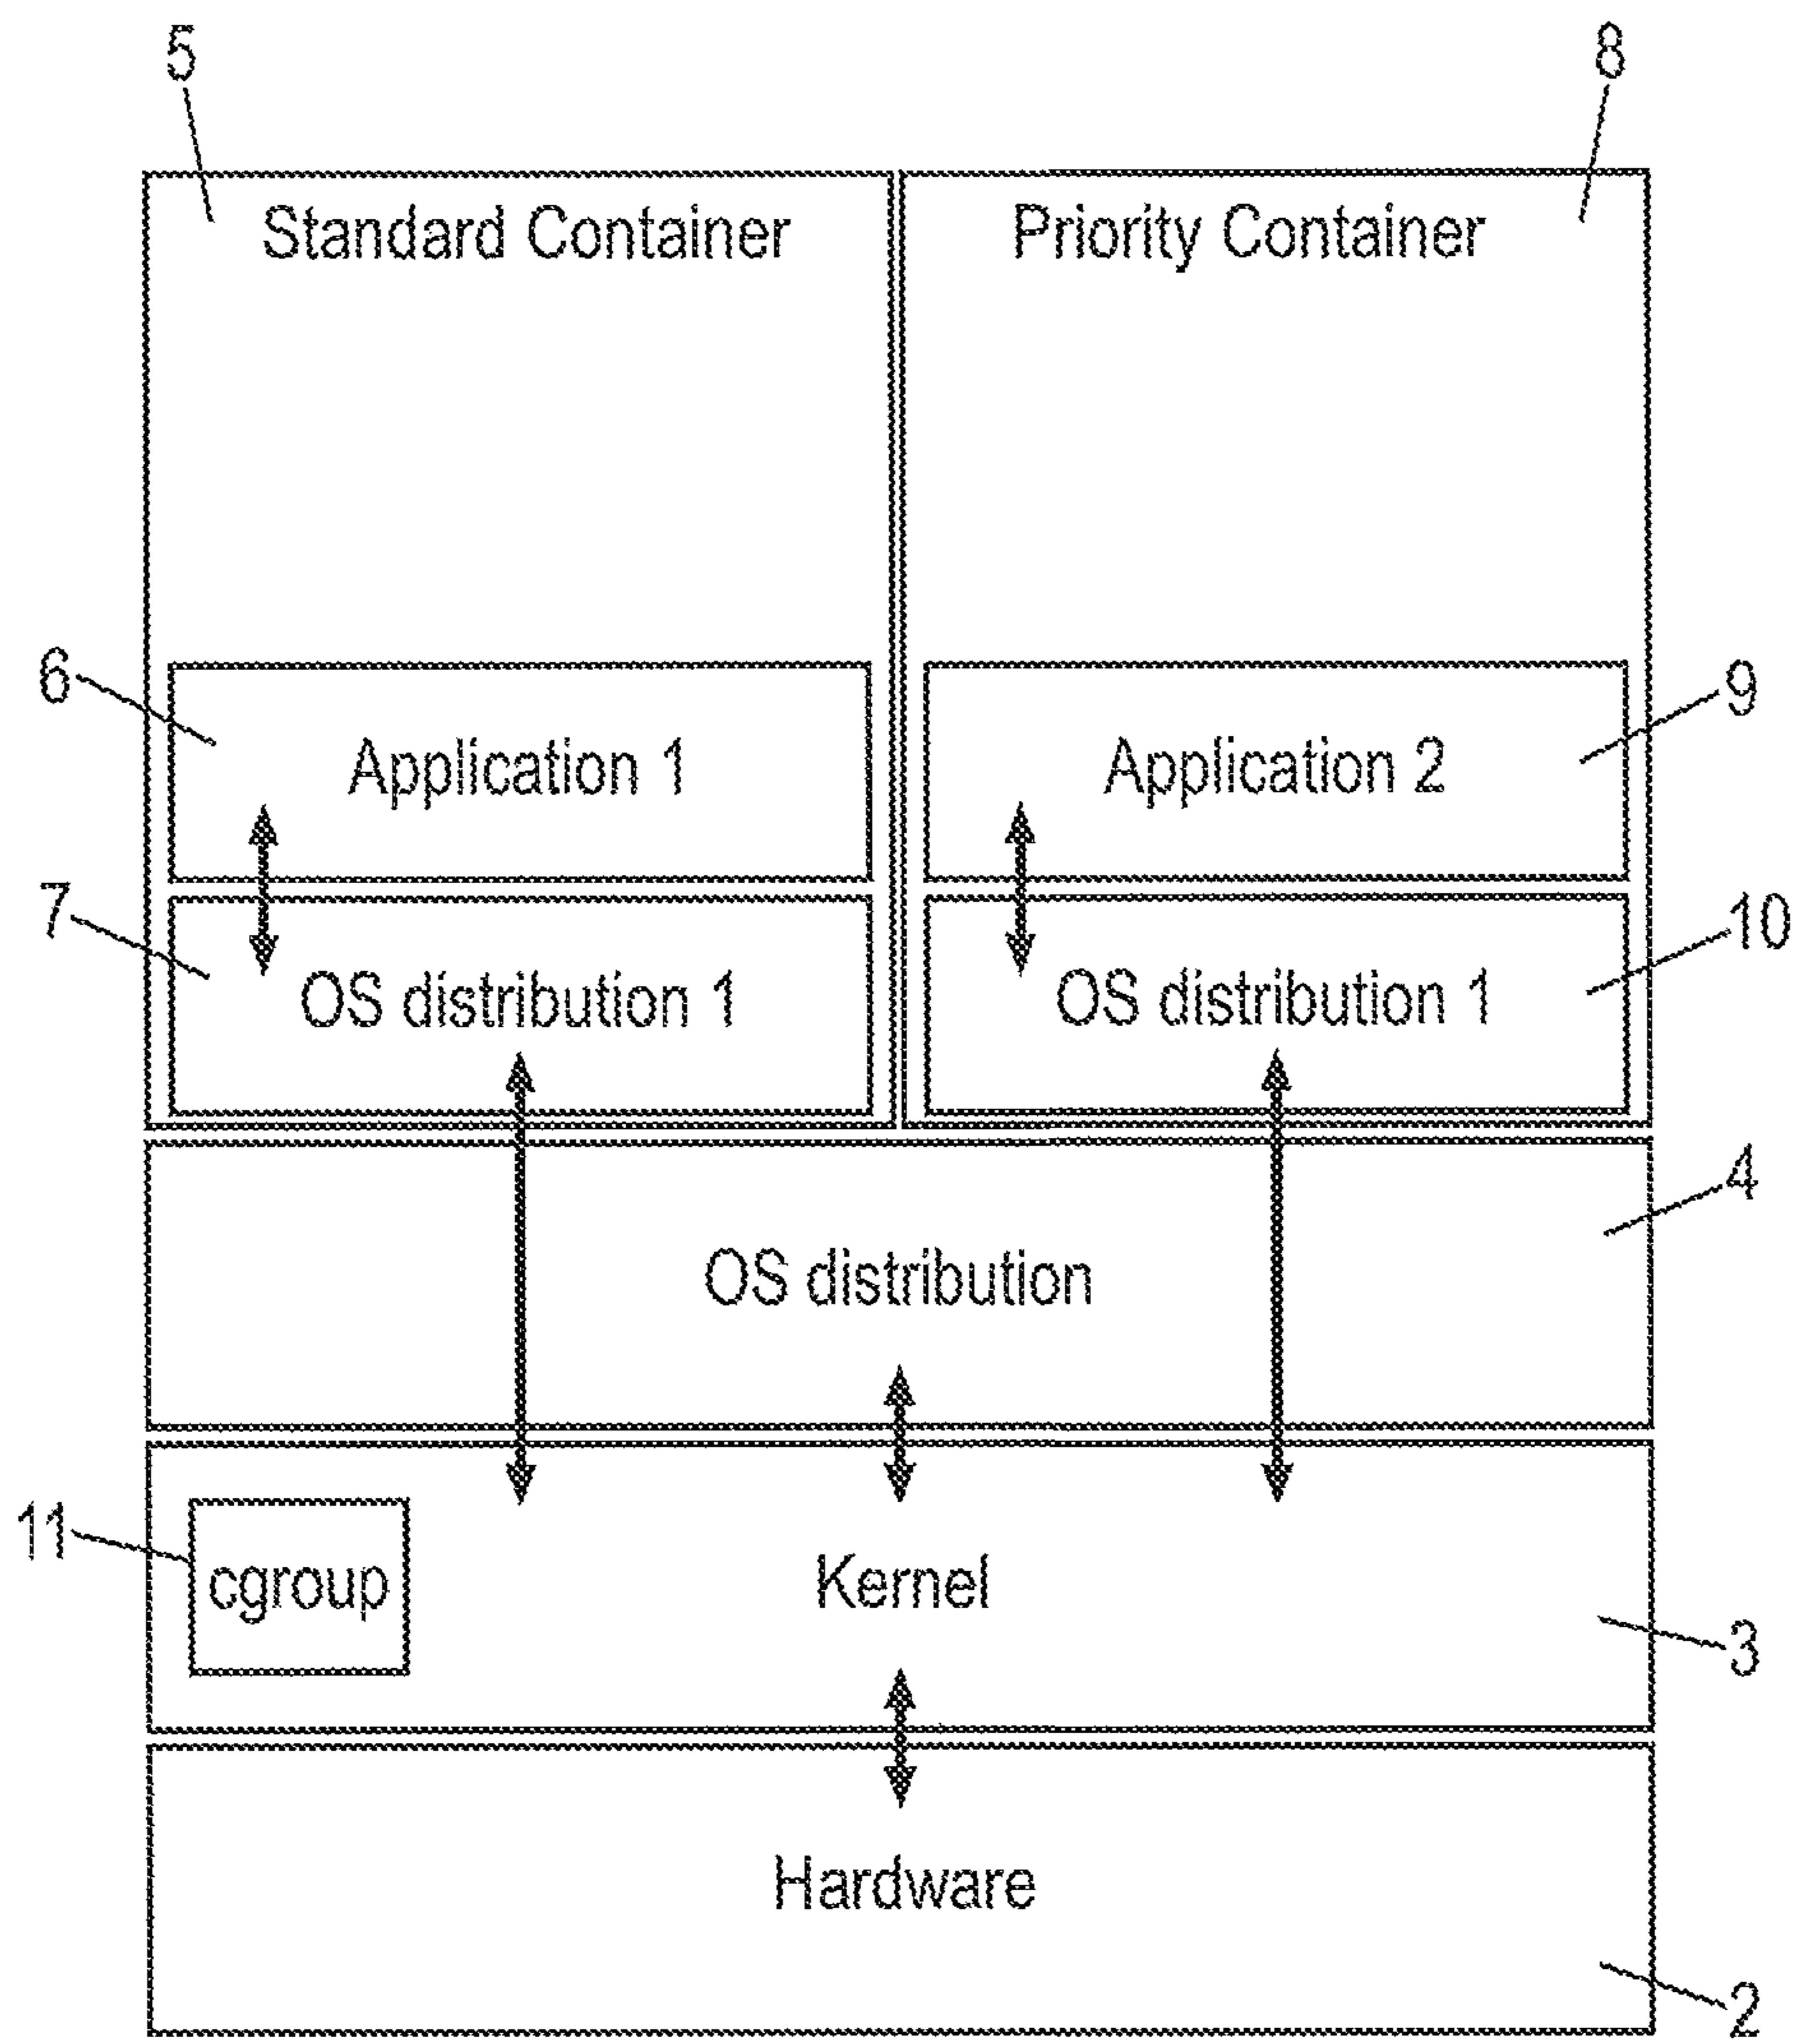 5
8
Standard Container
Priority Container
6
Application 1
Application 2
9
7
OS distribution 1
OS distribution 1
10
4
OS distribution
11
cgroup
Kernel
3
Hardware
2